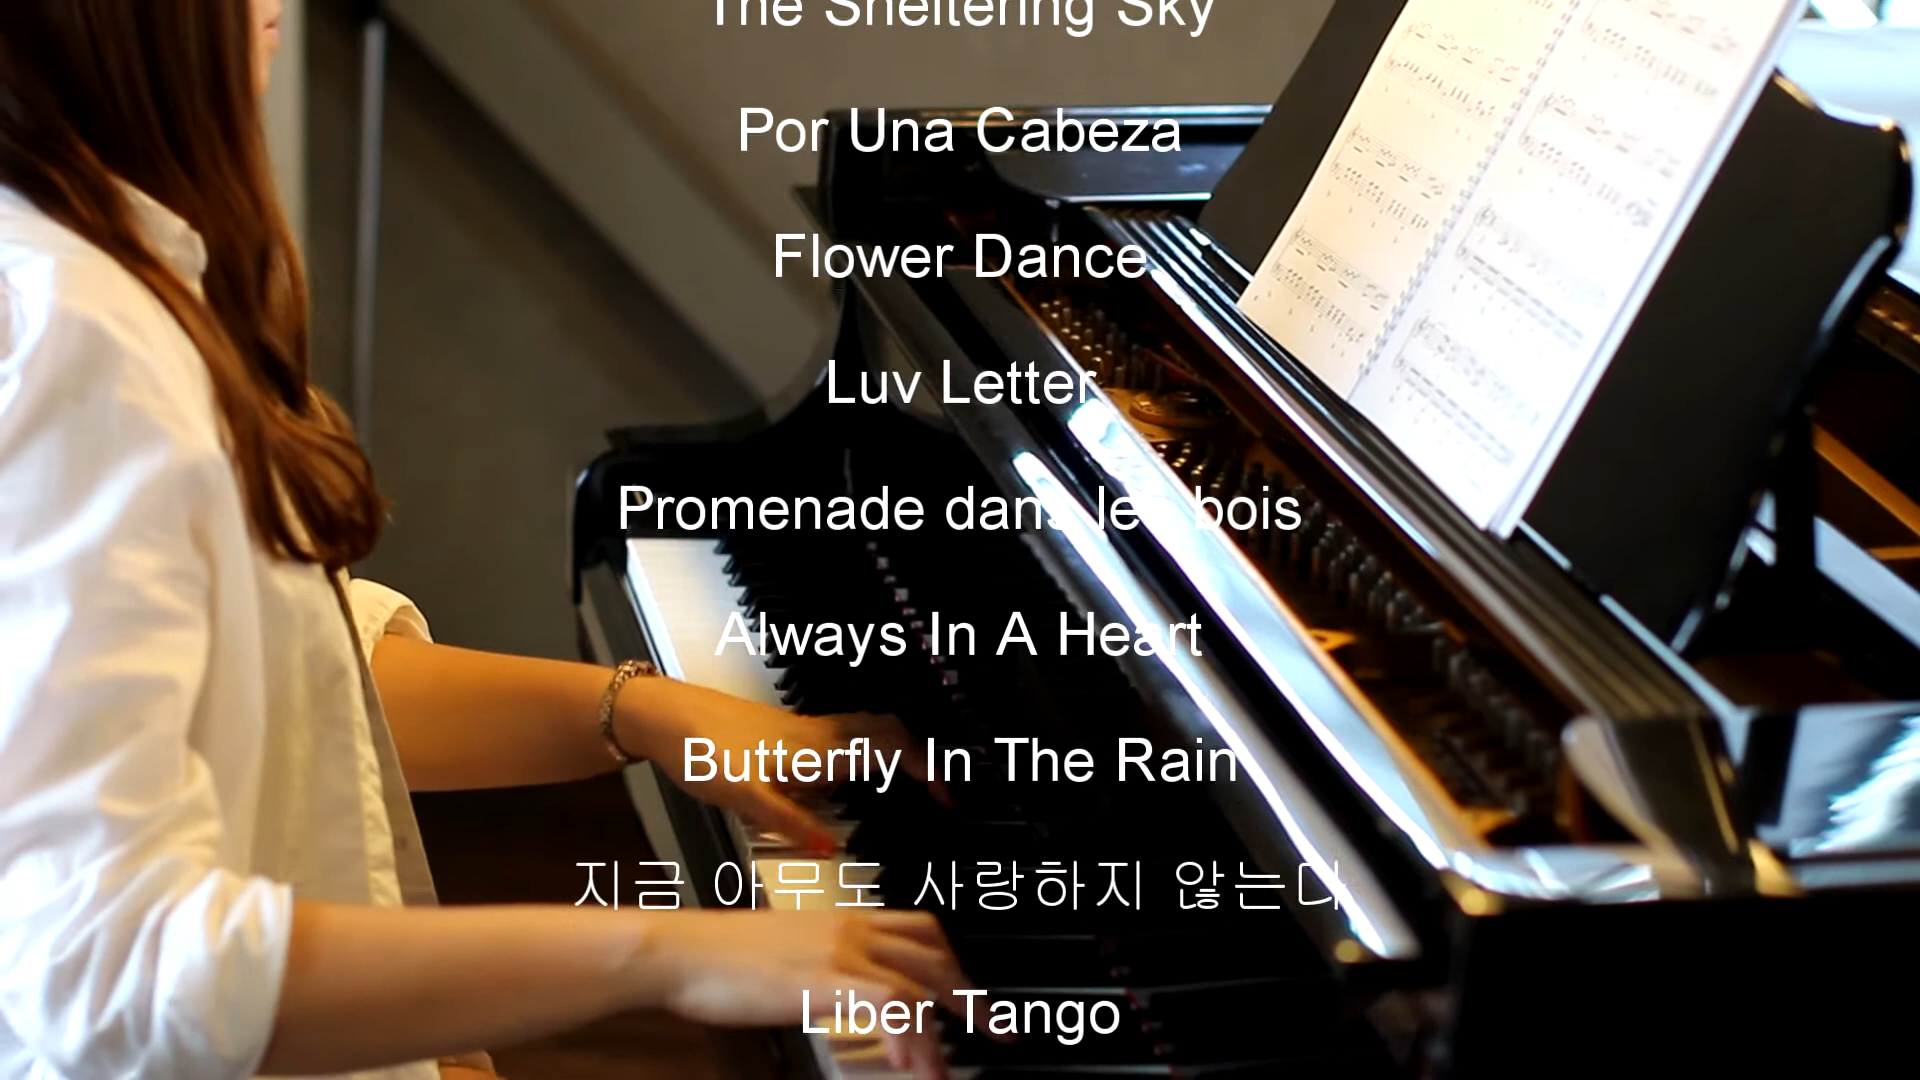 The Sheltering Sky
Por Una Cabeza
Flower Dance
Luv Letter
Promenade dans les bois
Always In A Heart
Butterfly In The Rain
지금 아무도 사랑하지 않는다
Liber Tango